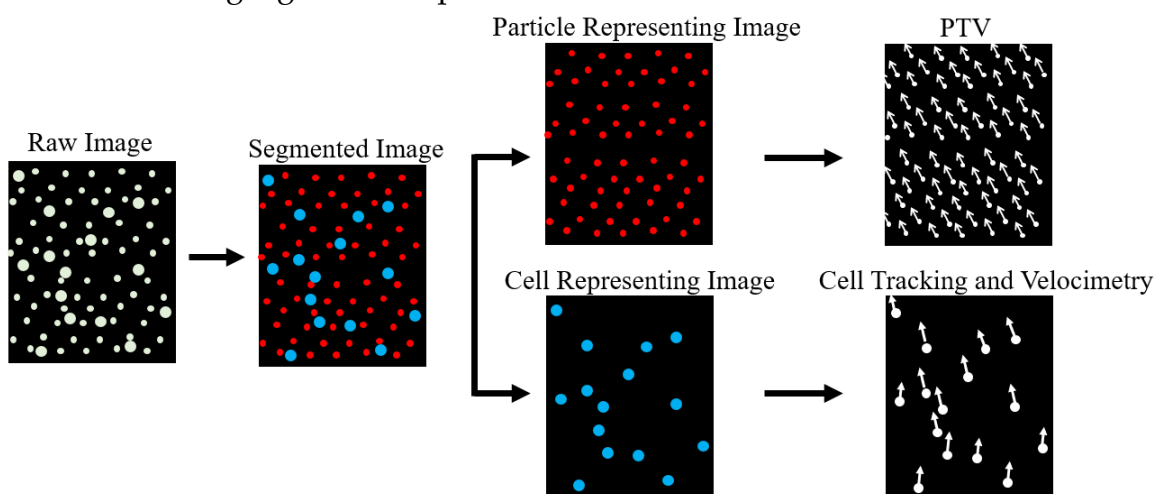 Particle Representing Image
PTV
Raw Image
Segmented Image
Cell Representing Image
Cell Tracking and Velocimetry